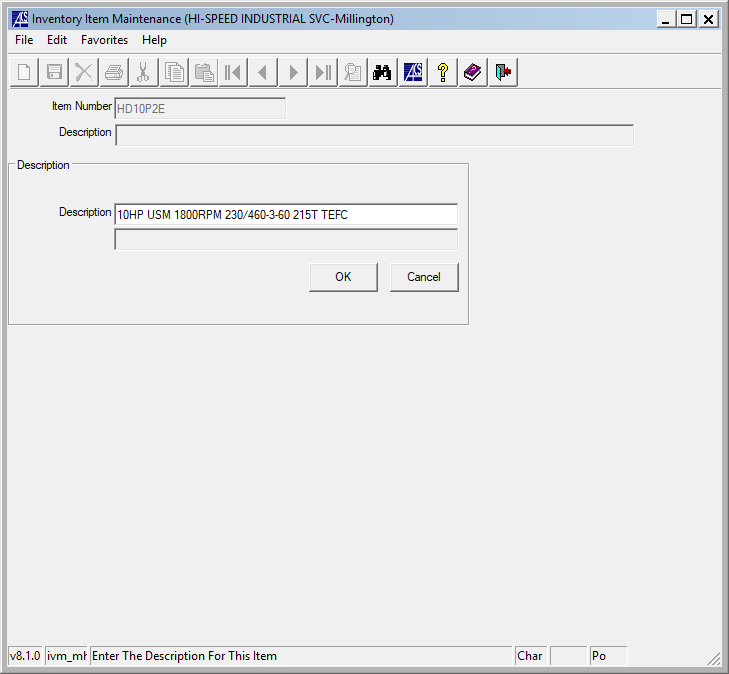 Inventory Item Maintenance (HI-SPEED INDUSTRIAL SVC-Millington)
File Edit Favorites Help
Item Number HD10P2E
Description
Description
Description 10HP USM 1800RPM 230/460-3-60 215T TEFC
OK Cancel
v8.1.0 ivm_mh Enter The Description For This Item Char Po